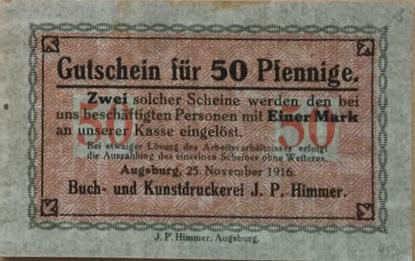 Gutschein für 50 Pfennige.
Zwei solcher Scheine werden den bei
uns beschäftigten Personen mit Einer Mark
an unserer Kasse eingelöst.
Bei etwaiger Lösung des Arbeitsverhältnisses erfolgt
die Auszahlung des einzelnen Scheines ohne Weiteres.
Augsburg, 25. November 1916.
Buch- und Kunstdruckerei J. P. Himmer.
50 50
J. P. Himmer, Augsburg.